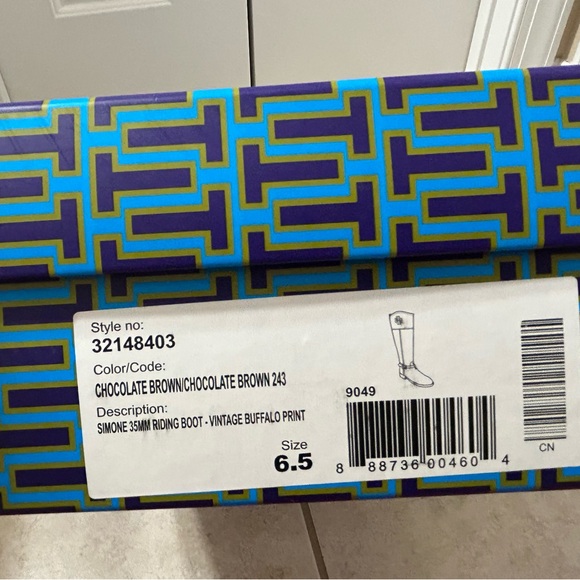 Style no:
32148403
Color/Code:
CHOCOLATE BROWN/CHOCOLATE BROWN 243
Description:
SIMONE 35MM RIDING BOOT - VINTAGE BUFFALO PRINT
Size
6.5
9049
8 88736 00460 4
CN